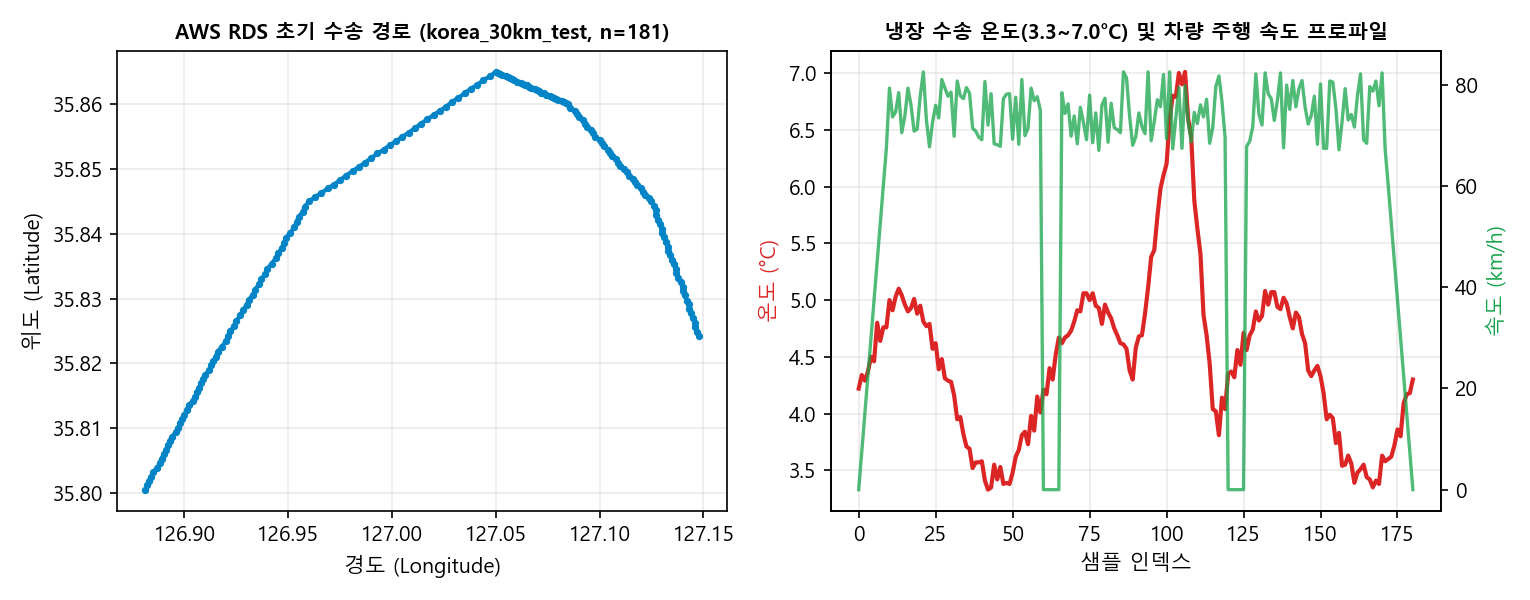 AWS RDS 초기 수송 경로 (korea_30km_test, n=181)
위도 (Latitude)
35.86
35.85
35.84
35.83
35.82
35.81
35.80
126.90 126.95 127.00 127.05 127.10 127.15
경도 (Longitude)
냉장 수송 온도(3.3~7.0°C) 및 차량 주행 속도 프로파일
온도 (°C)
7.0
6.5
6.0
5.5
5.0
4.5
4.0
3.5
80
60
40
20
0
속도 (km/h)
0 25 50 75 100 125 150 175
샘플 인덱스